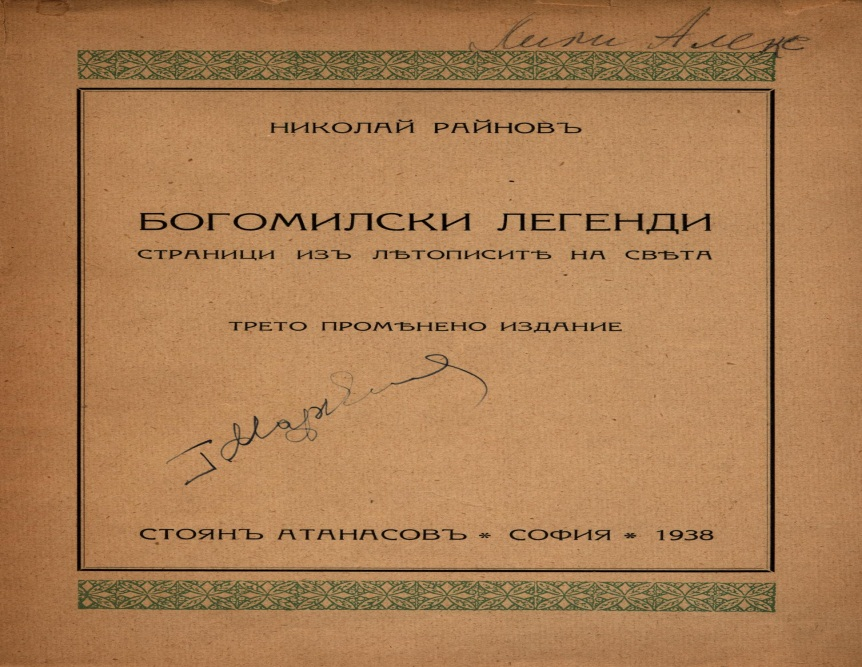 НИКОЛАЙ РАЙНОВЪ
БОГОМИЛСКИ ЛЕГЕНДИ
СТРАНИЦИ ИЗЪ ЛѢТОПИСИТѢ НА СВѢТА
ТРЕТО ПРОМѢНЕНО ИЗДАНИЕ
СТОЯНЪ АТАНАСОВЪ * СОФИЯ * 1938